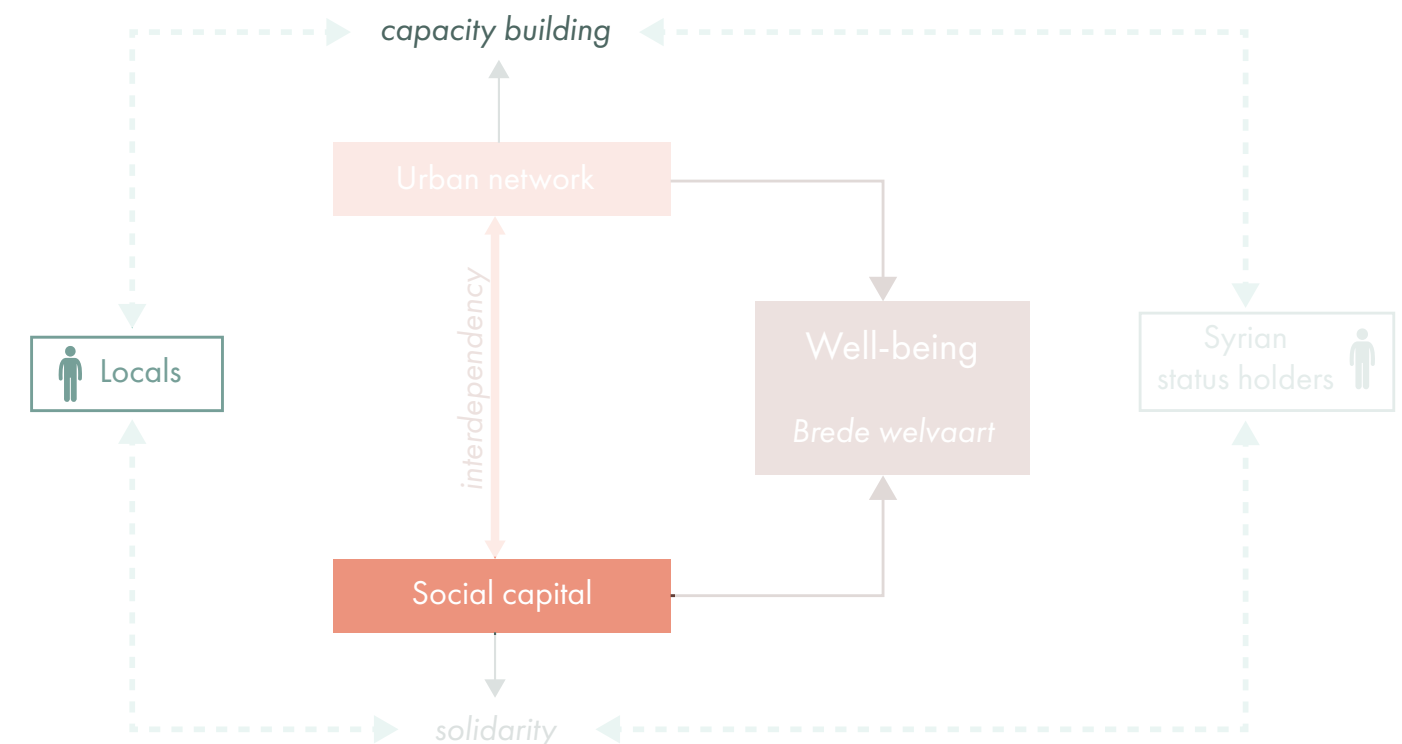 capacity building
Urban network
interdependency
Locals
Well-being
Brede welvaart
Syrian
status holders
Social capital
solidarity